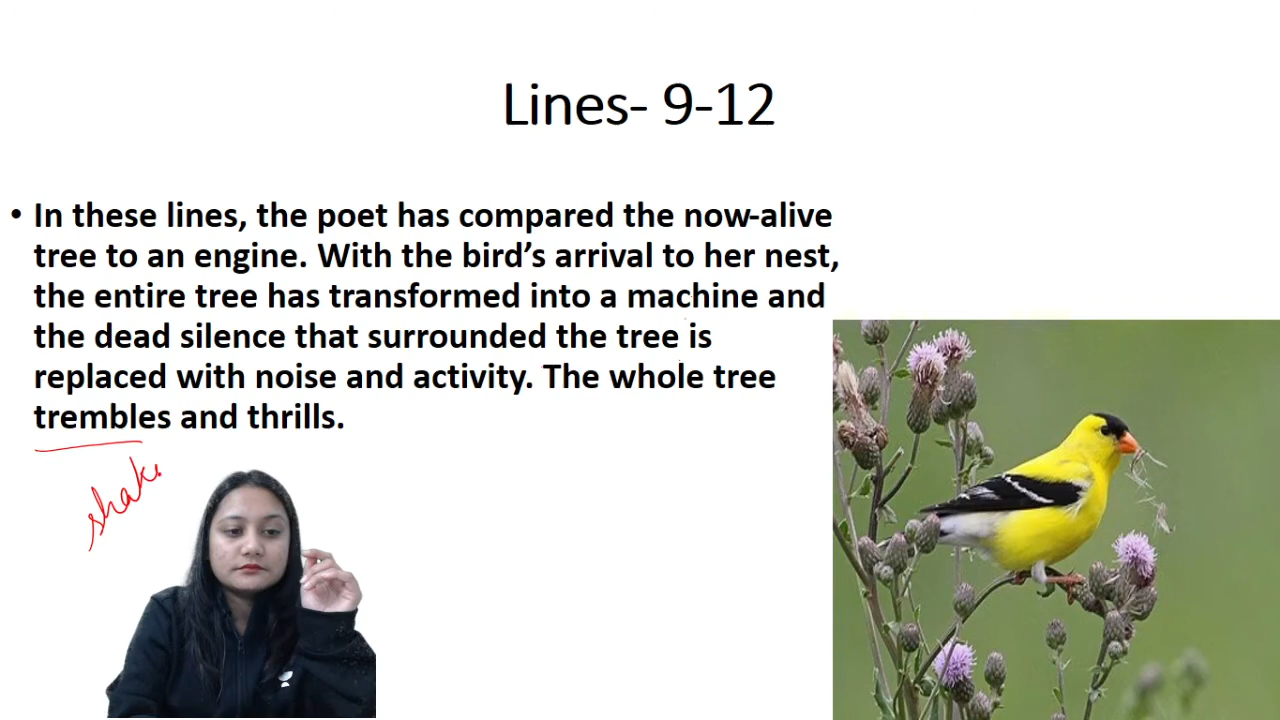 Lines- 9-12
• In these lines, the poet has compared the now-alive
tree to an engine. With the bird’s arrival to her nest,
the entire tree has transformed into a machine and
the dead silence that surrounded the tree is
replaced with noise and activity. The whole tree
trembles and thrills.
shak